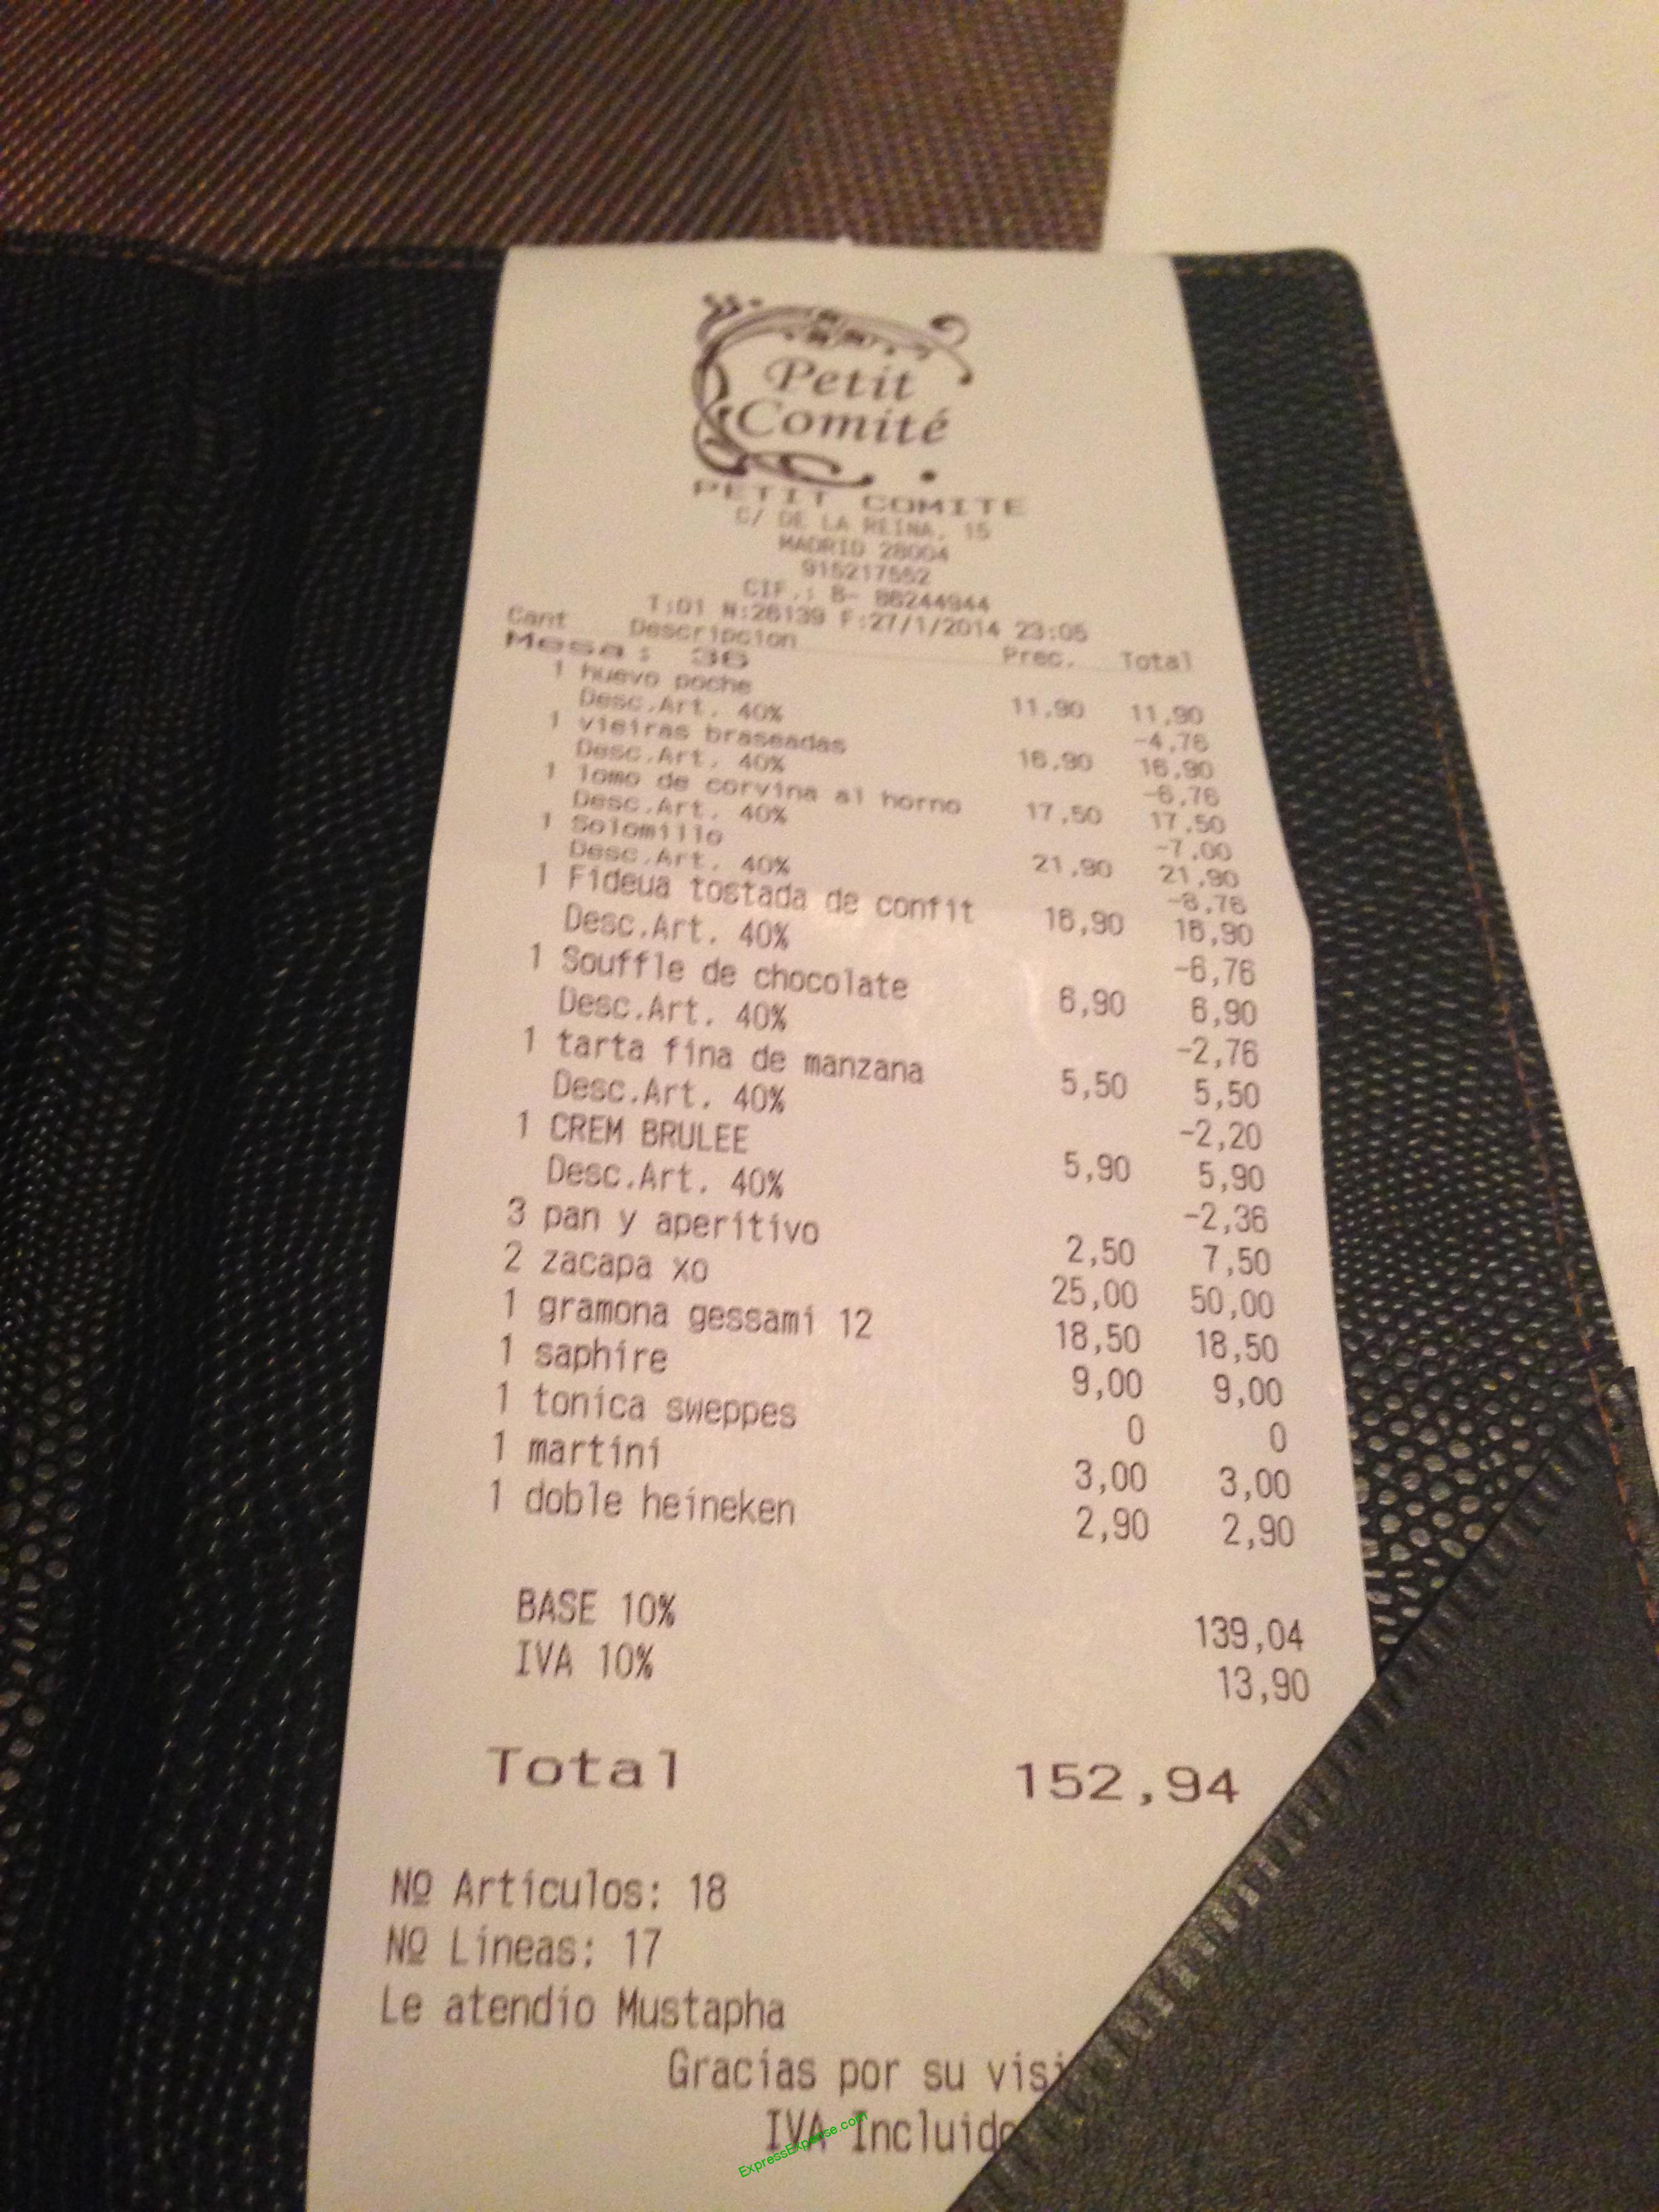 Petit
Comité
PETIT COMITE
C/ DE LA REINA, 15
MADRID 28004
915217552
CIF.: B- 86244944
T:01 N:26139 F:27/1/2014 23:05
Cant Descripcion Prec. Total
Mesa: 36
1 huevo poche 11,90 11,90
Desc.Art. 40% -4,76
1 vieiras braseadas 16,90 16,90
Desc.Art. 40% -6,76
1 lomo de corvina al horno 17,50 17,50
Desc.Art. 40% -7,00
1 Solomillo 21,90 21,90
Desc.Art. 40% -8,76
1 Fideua tostada de confit 16,90 16,90
Desc.Art. 40% -6,76
1 Souffle de chocolate 6,90 6,90
Desc.Art. 40% -2,76
1 tarta fina de manzana 5,50 5,50
Desc.Art. 40% -2,20
1 CREM BRULEE 5,90 5,90
Desc.Art. 40% -2,36
3 pan y aperitivo 2,50 7,50
2 zacapa xo 25,00 50,00
1 gramona gessami 12 18,50 18,50
1 saphire 9,00 9,00
1 tonica sweppes 0 0
1 martini 3,00 3,00
1 doble heineken 2,90 2,90
BASE 10% 139,04
IVA 10% 13,90
Total 152,94
Nº Articulos: 18
Nº Lineas: 17
Le atendio Mustapha
Gracias por su visi
IVA Incluido
ExpressExpense.com